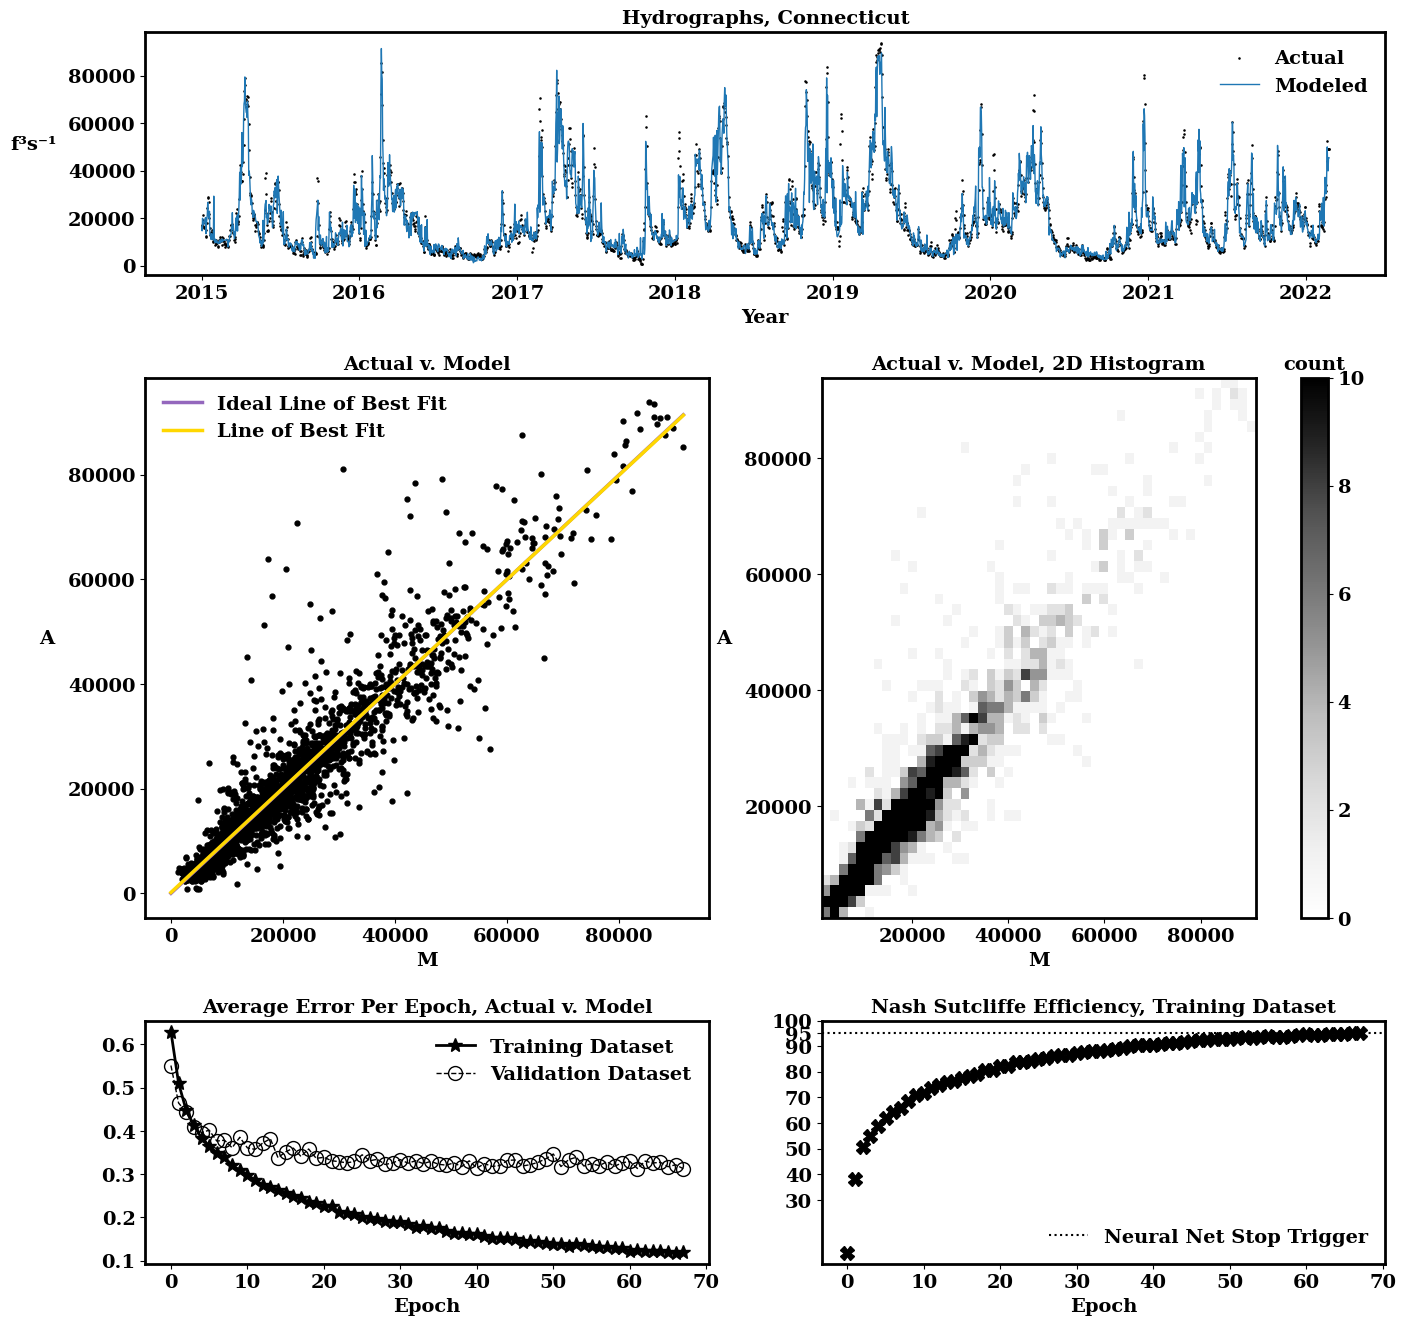 Hydrographs, Connecticut
80000
60000
40000
20000
0
f³s⁻¹
Actual
Modeled
2015 2016 2017 2018 2019 2020 2021 2022
Year
Actual v. Model
Ideal Line of Best Fit
Line of Best Fit
80000
60000
40000
20000
0
A
0 20000 40000 60000 80000
M
Actual v. Model, 2D Histogram
80000
60000
40000
20000
A
20000 40000 60000 80000
M
count
10
8
6
4
2
0
Average Error Per Epoch, Actual v. Model
0.6
0.5
0.4
0.3
0.2
0.1
Training Dataset
Validation Dataset
0 10 20 30 40 50 60 70
Epoch
Nash Sutcliffe Efficiency, Training Dataset
100
95
90
80
70
60
50
40
30
Neural Net Stop Trigger
0 10 20 30 40 50 60 70
Epoch